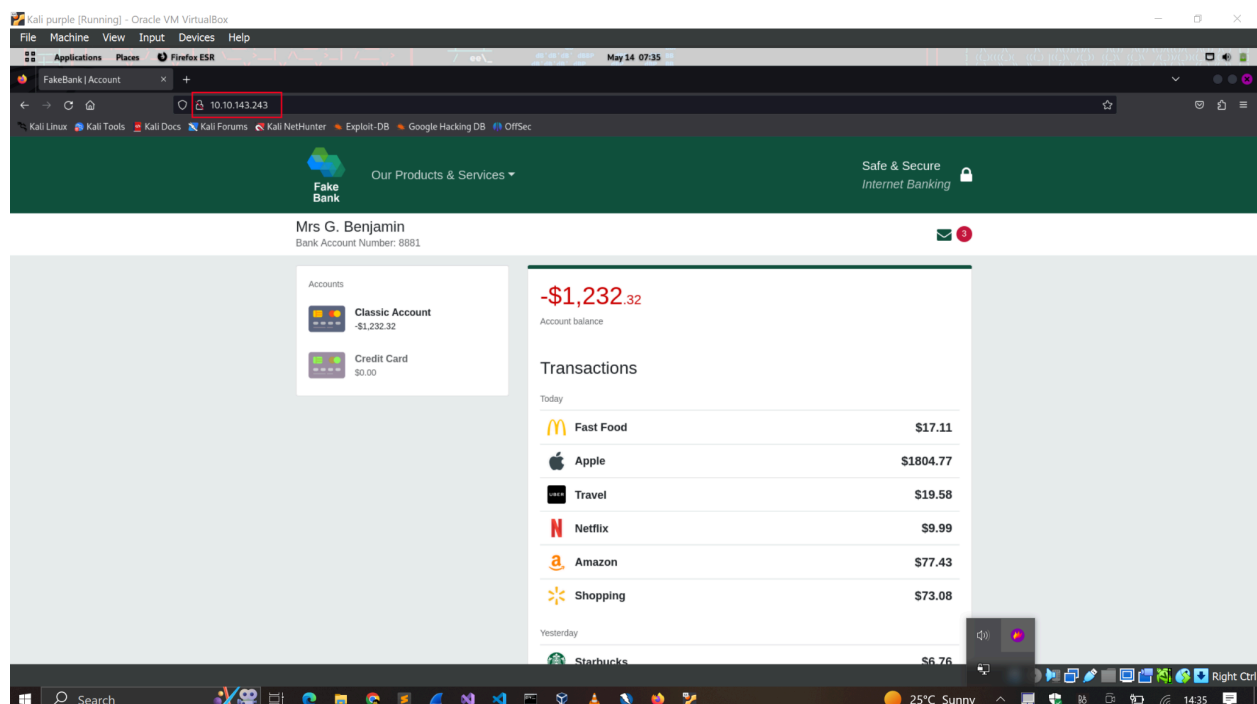 Kali purple [Running] - Oracle VM VirtualBox
File Machine View Input Devices Help
Applications Places Firefox ESR May 14 07:35
FakeBank | Account
10.10.143.243
Kali Linux Kali Tools Kali Docs Kali Forums Kali NetHunter Exploit-DB Google Hacking DB OffSec
Fake
Bank
Our Products & Services
Safe & Secure
Internet Banking
Mrs G. Benjamin
Bank Account Number: 8881
3
Accounts
Classic Account
-$1,232.32
Credit Card
$0.00
-$1,232.32
Account balance
Transactions
Today
Fast Food $17.11
Apple $1804.77
UBER Travel $19.58
Netflix $9.99
Amazon $77.43
Shopping $73.08
Yesterday
Starbucks $6.76
Right Ctrl
Search
25°C Sunny
14:35